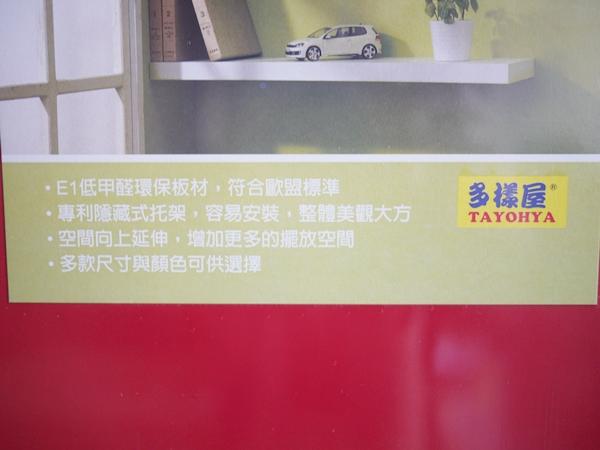 1
2
3
· E1低甲醛環保板材，符合歐盟標準
· 專利隱藏式托架，容易安裝，整體美觀大方
· 空間向上延伸，增加更多的擺放空間
· 多款尺寸與顏色可供選擇
多樣屋®
TAYOHYA